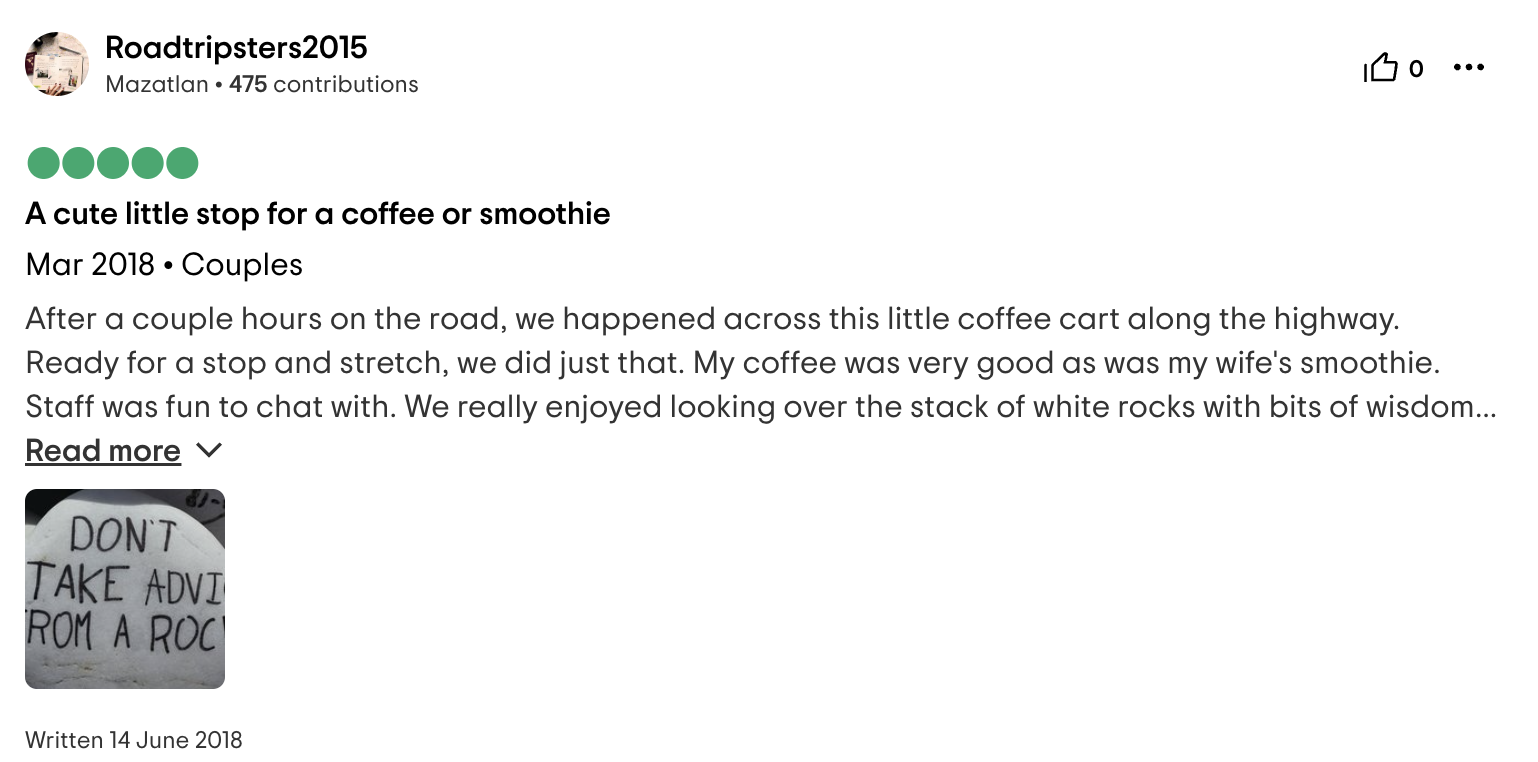 Roadtripsters2015
Mazatlan • 475 contributions
0
A cute little stop for a coffee or smoothie
Mar 2018 • Couples
After a couple hours on the road, we happened across this little coffee cart along the highway.
Ready for a stop and stretch, we did just that. My coffee was very good as was my wife's smoothie.
Staff was fun to chat with. We really enjoyed looking over the stack of white rocks with bits of wisdom...
Read more
DON'T
TAKE ADVI
ROM A ROC
Written 14 June 2018